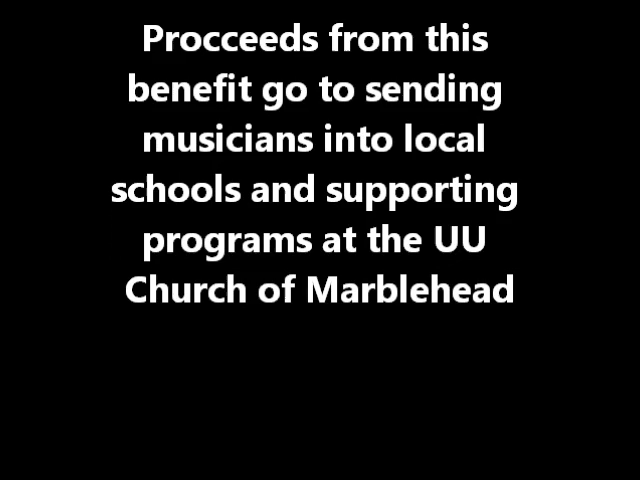 Procceeds from this
benefit go to sending
musicians into local
schools and supporting
programs at the UU
Church of Marblehead